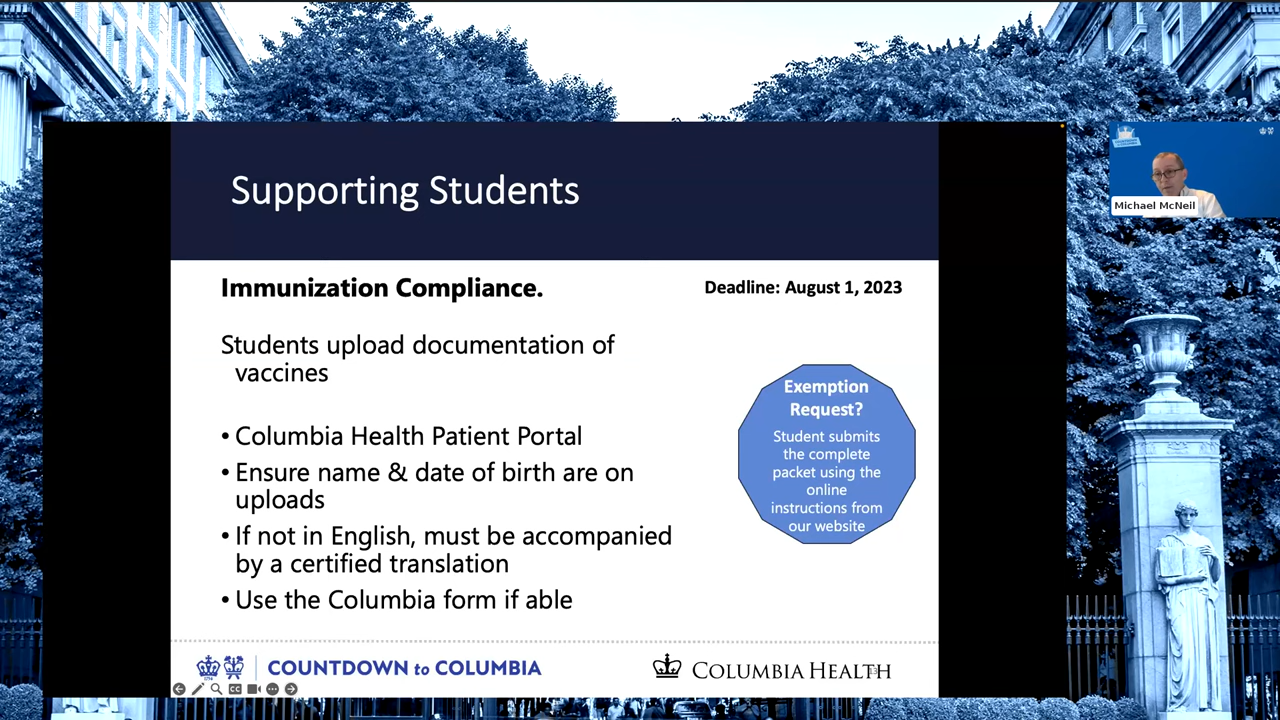 Supporting Students
Michael McNeil
Immunization Compliance.
Deadline: August 1, 2023
Students upload documentation of
vaccines
• Columbia Health Patient Portal
• Ensure name & date of birth are on
uploads
• If not in English, must be accompanied
by a certified translation
• Use the Columbia form if able
Exemption
Request?
Student submits
the complete
packet using the
online
instructions from
our website
COUNTDOWN to COLUMBIA
COLUMBIA HEALTH